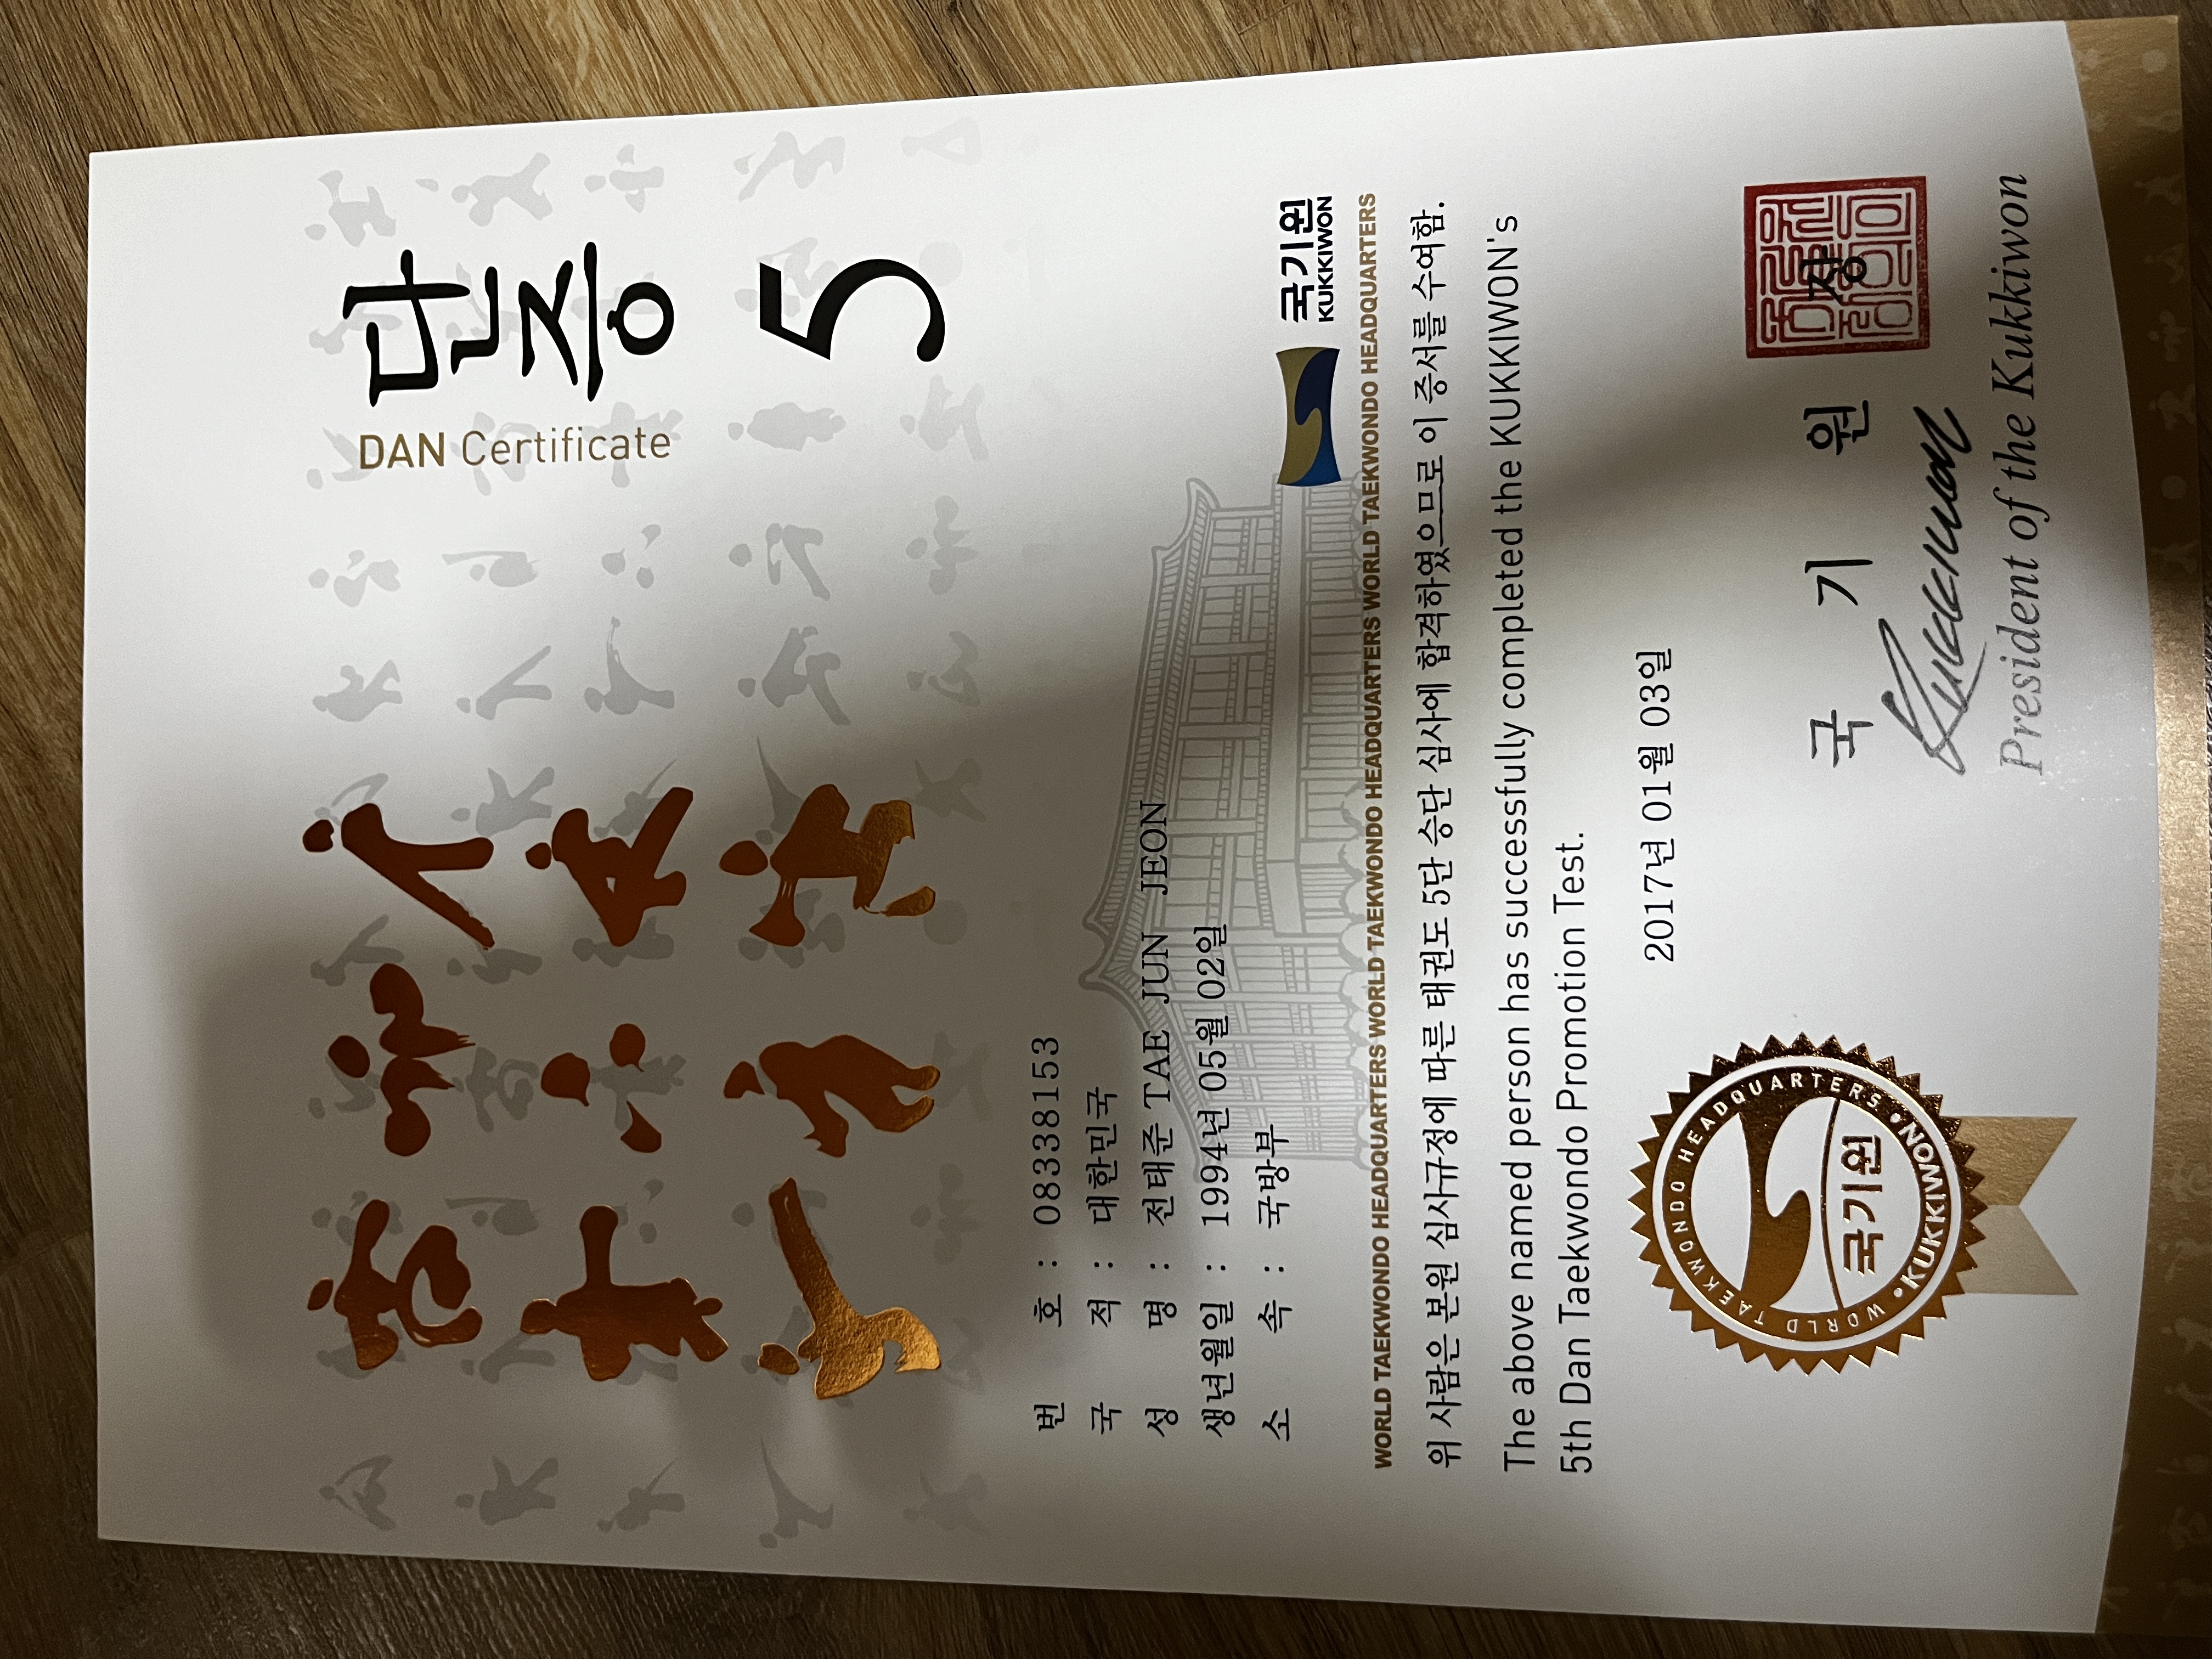 단증
DAN Certificate
5
번 호 : 08338153
국 적 : 대한민국
성 명 : 전태준 TAE JUN JEON
생년월일 : 1994년 05월 02일
소 속 : 국방부
국기원
KUKKIWON
WORLD TAEKWONDO HEADQUARTERS WORLD TAEKWONDO HEADQUARTERS WORLD TAEKWONDO HEADQUARTERS WORLD TAEKWONDO HEADQUARTERS
위 사람은 본원 심사규정에 따른 태권도 5단 승단 심사에 합격하였으므로 이 증서를 수여함.
The above named person has successfully completed the KUKKIWON's
5th Dan Taekwondo Promotion Test.
2017년 01월 03일
WORLD TAEKWONDO HEADQUARTERS
국기원
KUKKIWON
국 기 원 장
Kukkiwon
President of the Kukkiwon